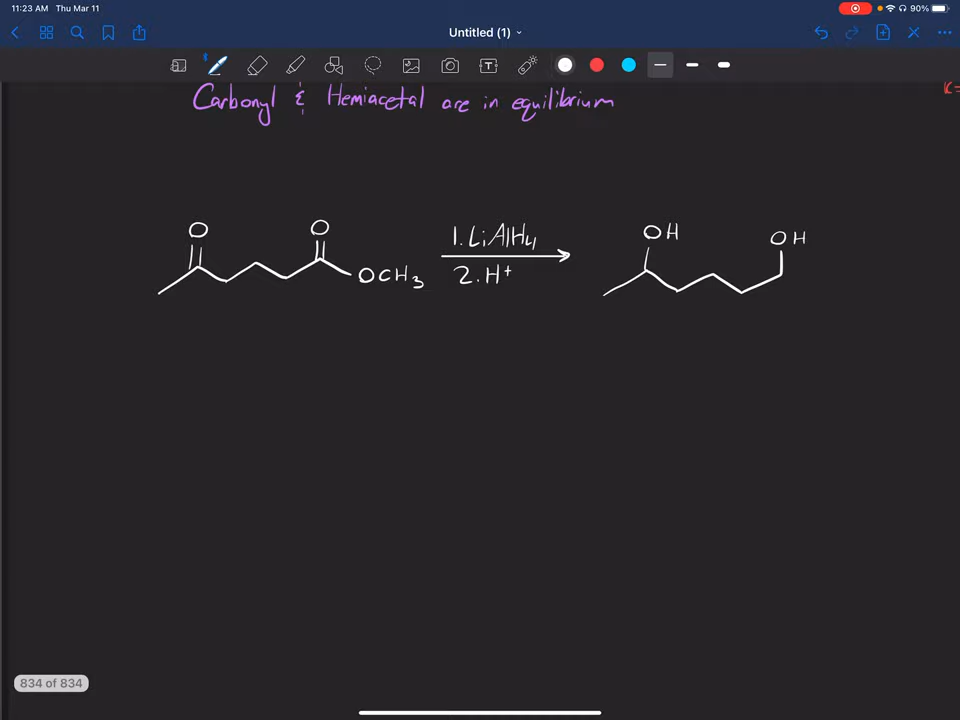 11:23 AM Thu Mar 11
90%
Untitled (1)
T
Carbonyl & Hemiacetal are in equilibrium
O
O
OCH3
1. LiAlH4
2. H+
OH
OH
834 of 834